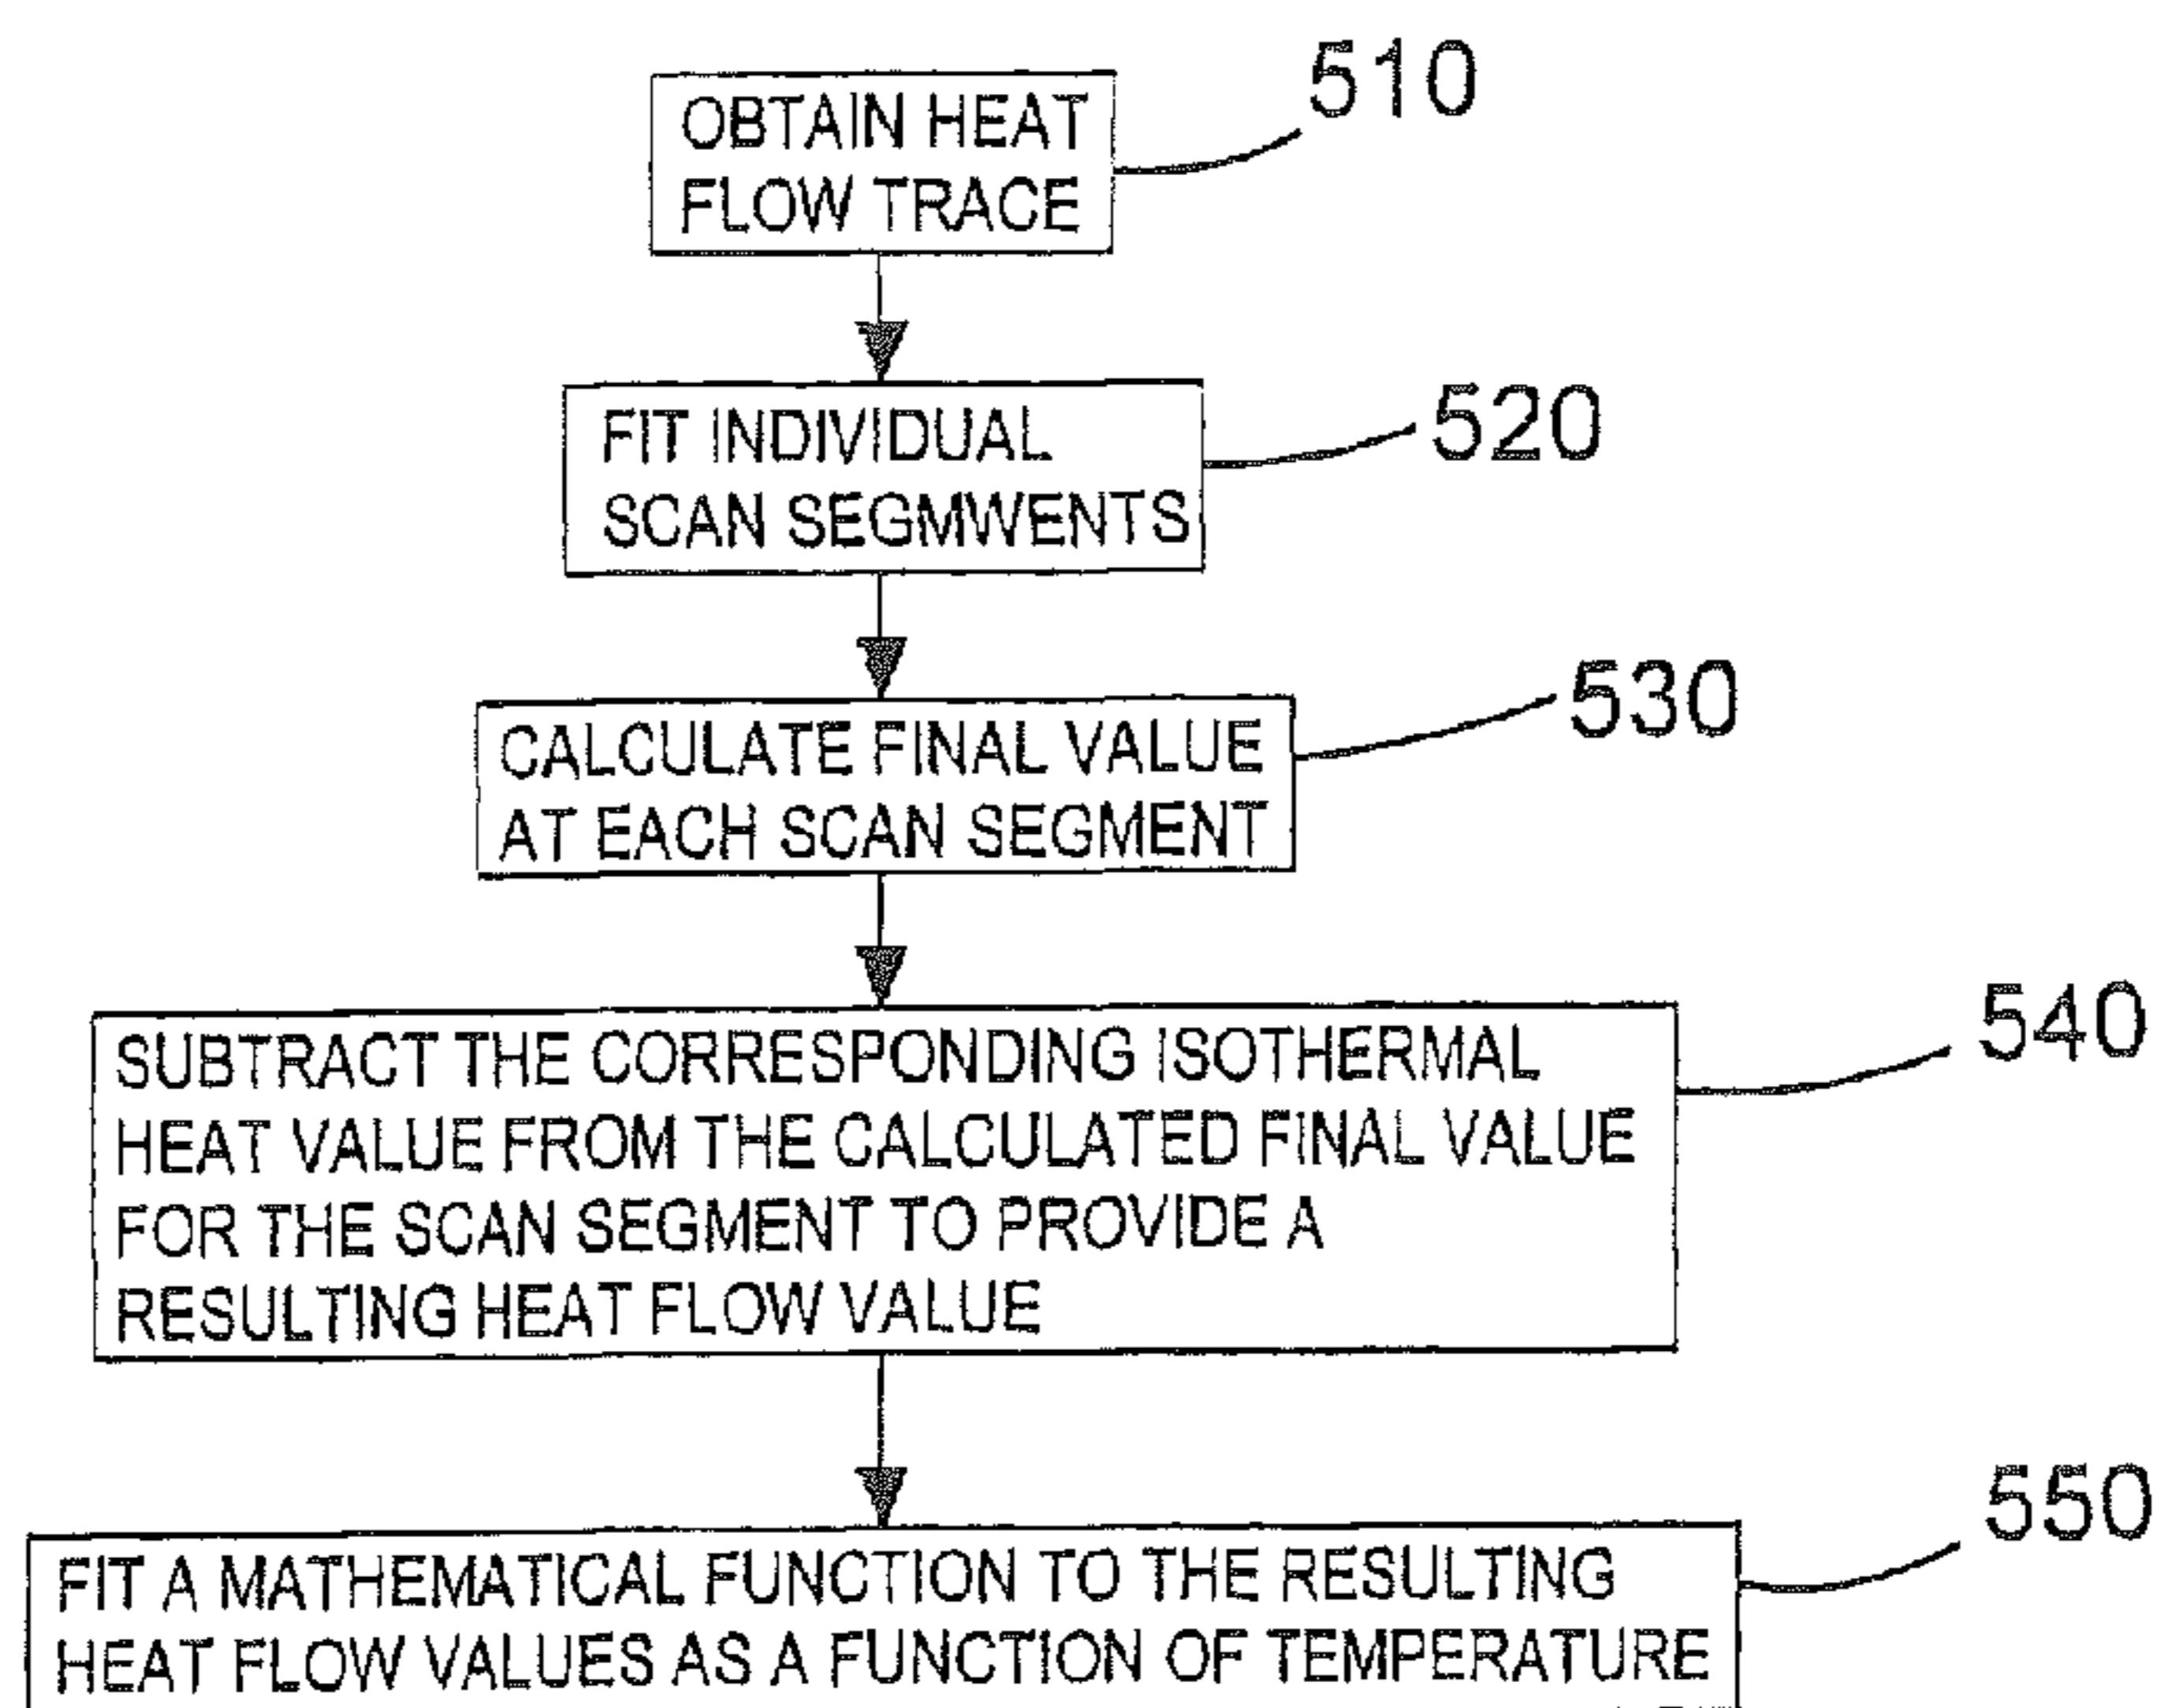 510
OBTAIN HEAT
FLOW TRACE
520
FIT INDIVIDUAL
SCAN SEGMWENTS
530
CALCULATE FINAL VALUE
AT EACH SCAN SEGMENT
540
SUBTRACT THE CORRESPONDING ISOTHERMAL
HEAT VALUE FROM THE CALCULATED FINAL VALUE
FOR THE SCAN SEGMENT TO PROVIDE A
RESULTING HEAT FLOW VALUE
550
FIT A MATHEMATICAL FUNCTION TO THE RESULTING
HEAT FLOW VALUES AS A FUNCTION OF TEMPERATURE